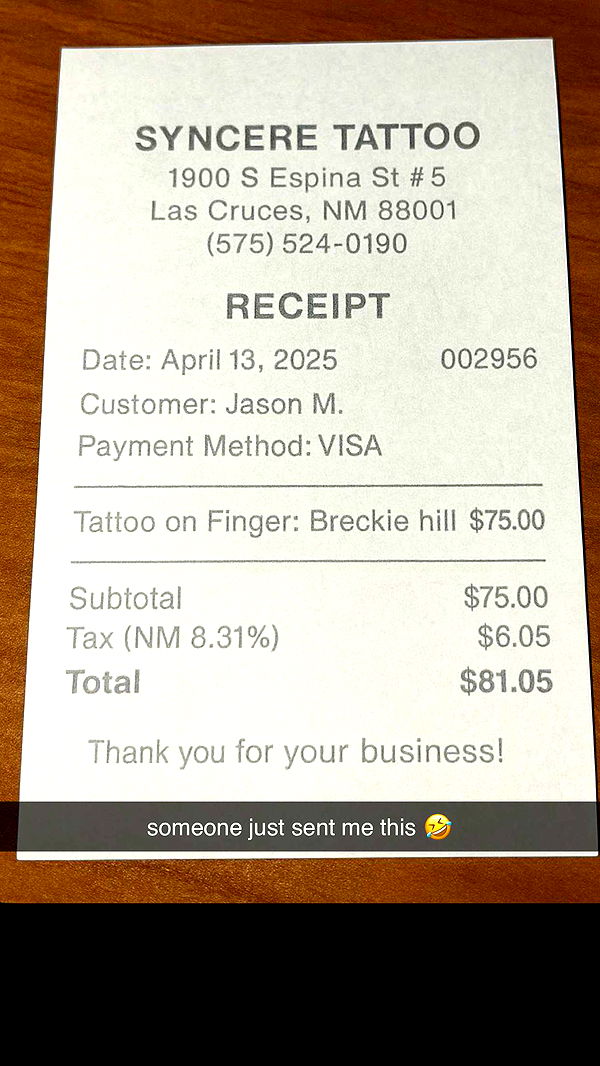 SYNCERE TATTOO
1900 S Espina St #5
Las Cruces, NM 88001
(575) 524-0190
RECEIPT
Date: April 13, 2025 002956
Customer: Jason M.
Payment Method: VISA
Tattoo on Finger: Breckie hill $75.00
Subtotal $75.00
Tax (NM 8.31%) $6.05
Total $81.05
Thank you for your business!
someone just sent me this 🤣